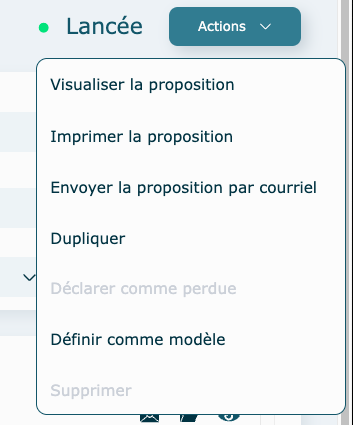 Lancée
Actions
Visualiser la proposition
Imprimer la proposition
Envoyer la proposition par courriel
Dupliquer
Déclarer comme perdue
Définir comme modèle
Supprimer